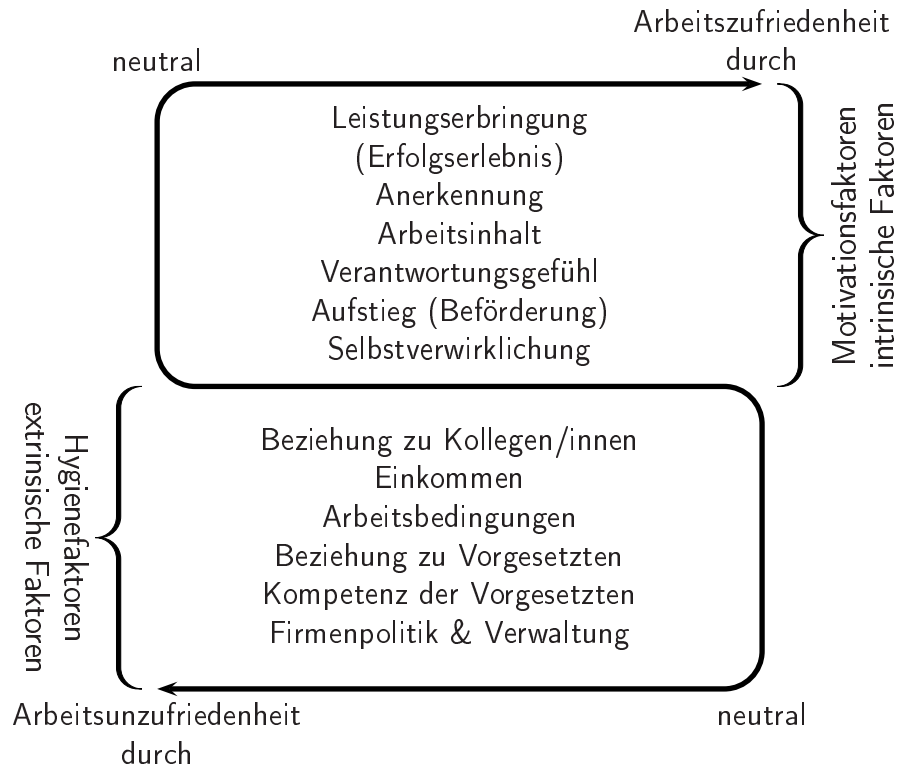 Arbeitszufriedenheit
durch
neutral
Leistungserbringung
(Erfolgserlebnis)
Anerkennung
Arbeitsinhalt
Verantwortungsgefühl
Aufstieg (Beförderung)
Selbstverwirklichung
Motivationsfaktoren
intrinsische Faktoren
Hygienefaktoren
extrinsische Faktoren
Beziehung zu Kollegen/innen
Einkommen
Arbeitsbedingungen
Beziehung zu Vorgesetzten
Kompetenz der Vorgesetzten
Firmenpolitik & Verwaltung
Arbeitsunzufriedenheit
durch
neutral